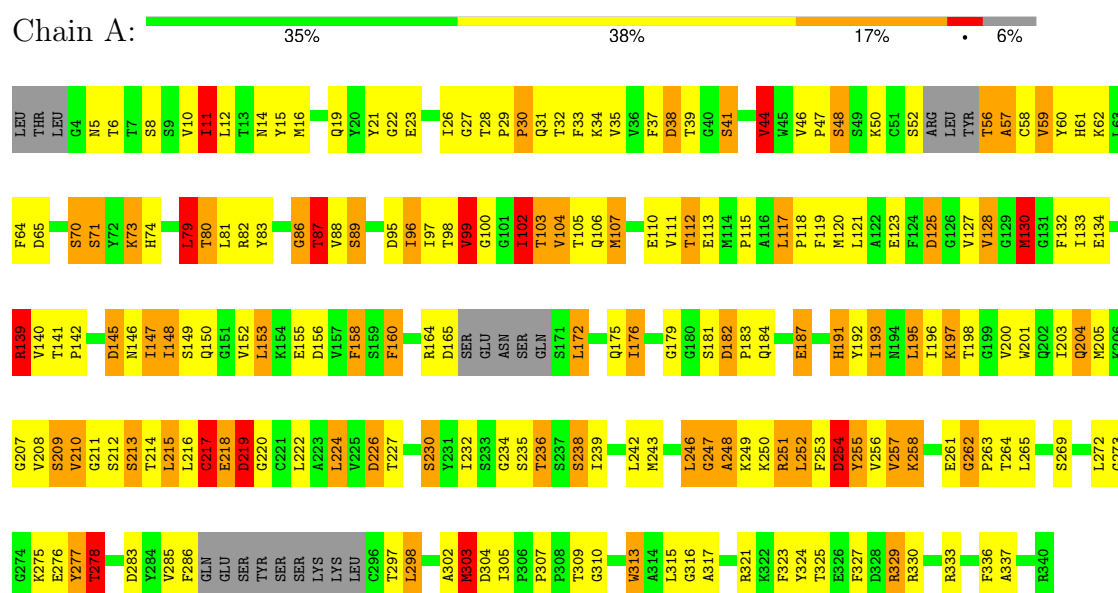 Chain A:
35% 38% 17% • 6%
LEU THR LEU G4 N5 T6 T7 S8 S9 V10 I11 L12 T13 N14 Y15 M16 Q19 Y20 Y21 G22 E23 I26 G27 T28 P29 P30 Q31 T32 F33 K34 V35 V36 F37 D38 T39 G40 S41 V44 W45 V46 P47 S48 S49 K50 C51 S52 ARG LEU TYR T56 A57 C58 V59 Y60 H61 K62 L63
F64 D65 S70 S71 Y72 K73 H74 L79 T80 L81 R82 Y83 G86 T87 V88 S89 D95 I96 I97 T98 V99 G100 G101 I102 T103 V104 T105 Q106 M107 E110 V111 T112 E113 M114 P115 A116 L117 P118 F119 M120 L121 A122 E123 F124 D125 G126 V127 V128 G129 M130 G131 F132 I133 E134
R139 V140 T141 P142 D145 N146 I147 I148 S149 Q150 G151 V152 L153 K154 E155 D156 V157 F158 S159 F160 R164 D165 SER GLU ASN SER GLN S171 L172 Q175 I176 G179 G180 S181 D182 P183 Q184 E187 H191 Y192 I193 N194 L195 I196 K197 T198 G199 V200 W201 Q202 I203 Q204 M205 K206
G207 V208 S209 V210 G211 S212 S213 T214 L215 L216 C217 E218 D219 G220 C221 L222 A223 L224 V225 D226 T227 S230 Y231 I232 S233 G234 S235 T236 S237 S238 I239 L242 M243 L246 G247 A248 K249 K250 R251 L252 F253 D254 Y255 V256 V257 K258 E261 G262 P263 T264 L265 S269 L272 G273
G274 K275 E276 Y277 T278 D283 Y284 V285 F286 GLN GLU SER TYR SER SER LYS LYS LEU C296 T297 L298 A302 M303 D304 I305 P306 P307 P308 T309 G310 W313 A314 L315 G316 A317 R321 K322 F323 Y324 T325 E326 F327 D328 R329 R330 R333 F336 A337 R340